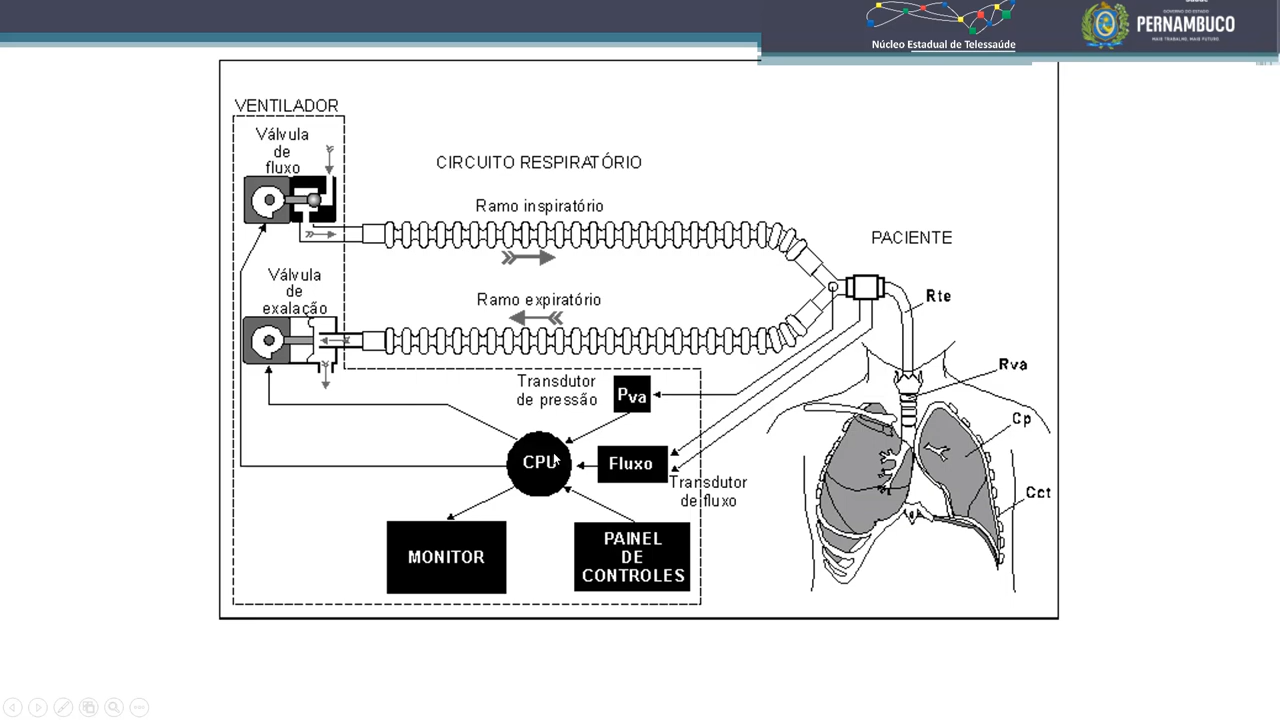 Saúde
GOVERNO DO ESTADO
PERNAMBUCO
MAIS TRABALHO, MAIS FUTURO
Núcleo Estadual de Telessaúde
VENTILADOR
Válvula
de
fluxo
CIRCUITO RESPIRATÓRIO
Ramo inspiratório
PACIENTE
Válvula
de
exalação
Ramo expiratório
Rte
Rva
Transdutor
de pressão
Pva
Cp
CPU
Fluxo
Transdutor
de fluxo
Cct
MONITOR
PAINEL
DE
CONTROLES